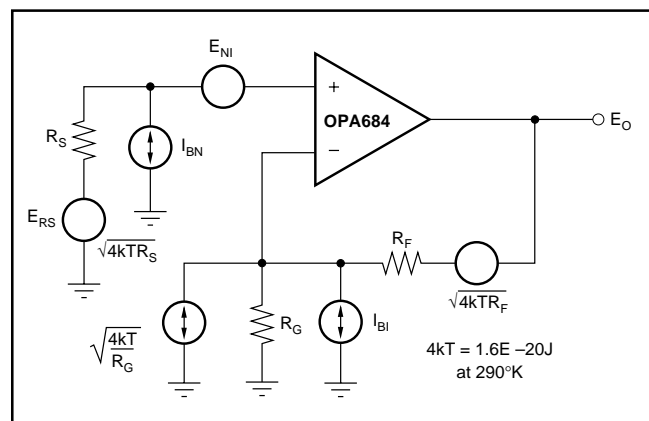 E_NI
+
OPA684
−
E_O
R_S
I_BN
E_RS
√4kTR_S
R_F
√4kTR_F
√4kT/R_G
R_G
I_BI
4kT = 1.6E –20J
at 290°K